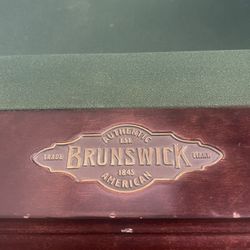 AUTHENTIC
EST.
TRADE BRUNSWICK MARK
1845
AMERICAN